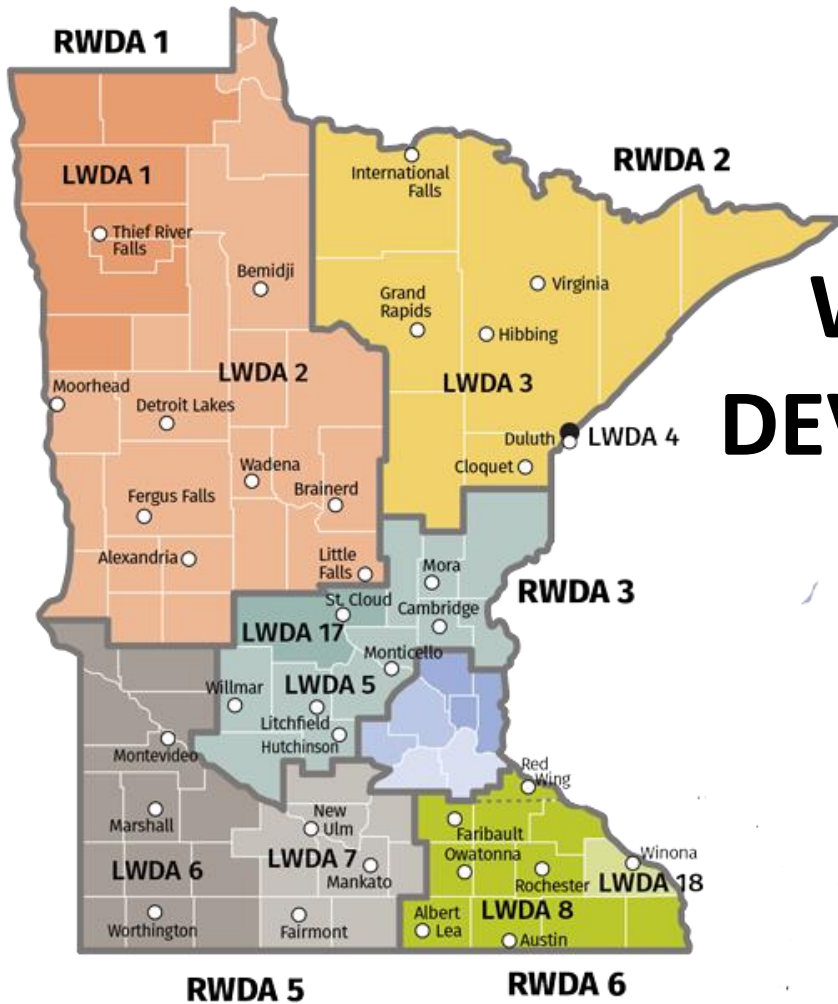 RWDA 1
RWDA 2
LWDA 1
International
Falls
Thief River
Falls
Bemidji
Virginia
Grand
Rapids
Hibbing
LWDA 2
LWDA 3
Moorhead
Detroit Lakes
Duluth
LWDA 4
DEV
Cloquet
Wadena
Brainerd
Fergus Falls
Alexandria
Little
Falls
Mora
RWDA 3
St. Cloud
Cambridge
LWDA 17
Monticello
Willmar
LWDA 5
Litchfield
Hutchinson
Montevideo
Red
Wing
Marshall
New
Ulm
Faribault
LWDA 6
LWDA 7
Mankato
Owatonna
Winona
Rochester
LWDA 18
Worthington
Fairmont
Albert
Lea
LWDA 8
Austin
RWDA 5
RWDA 6